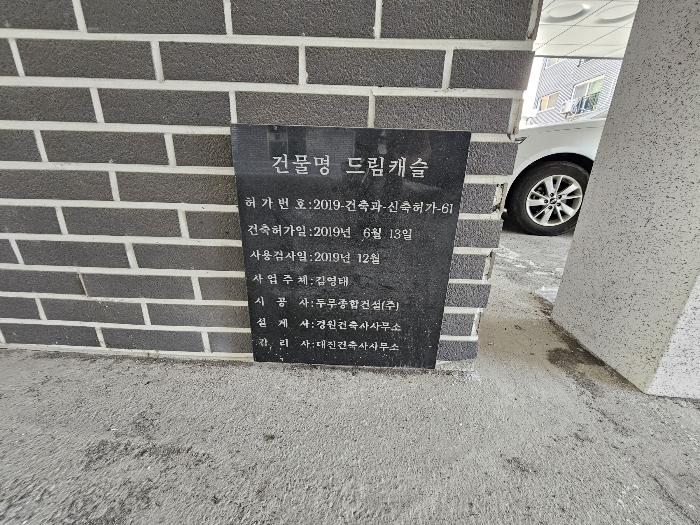 건물명 드림캐슬
허 가 번 호:2019-건축과-신축허가-61
건축허가일:2019년 6월 13일
사용검사일:2019년 12월
사 업 주 체:김영태
시 공 사:두루종합건설(주)
설 계 사:경원건축사사무소
감 리 사:대진건축사사무소